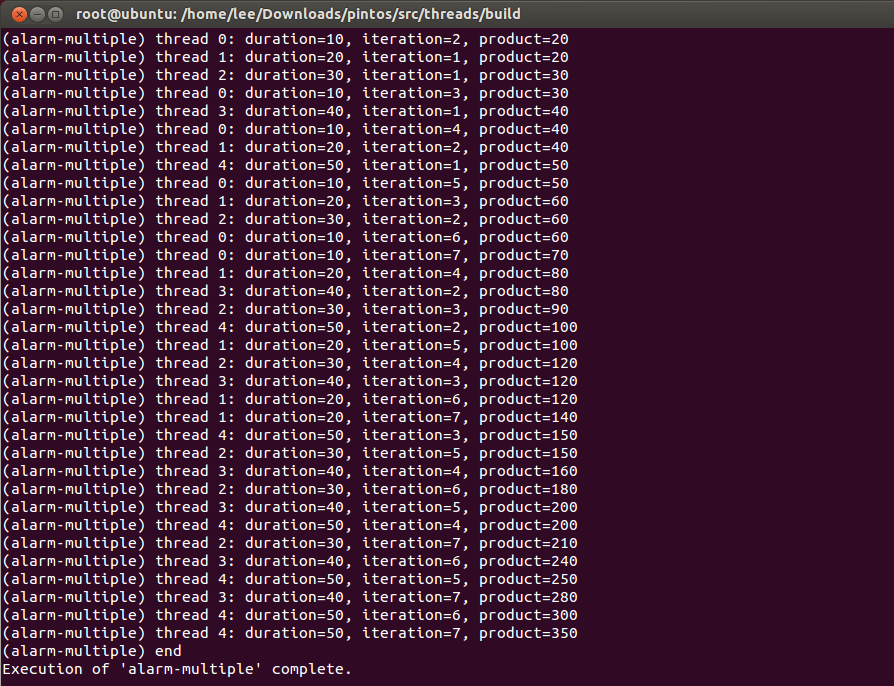 root@ubuntu: /home/lee/Downloads/pintos/src/threads/build
(alarm-multiple) thread 0: duration=10, iteration=2, product=20
(alarm-multiple) thread 1: duration=20, iteration=1, product=20
(alarm-multiple) thread 2: duration=30, iteration=1, product=30
(alarm-multiple) thread 0: duration=10, iteration=3, product=30
(alarm-multiple) thread 3: duration=40, iteration=1, product=40
(alarm-multiple) thread 0: duration=10, iteration=4, product=40
(alarm-multiple) thread 1: duration=20, iteration=2, product=40
(alarm-multiple) thread 4: duration=50, iteration=1, product=50
(alarm-multiple) thread 0: duration=10, iteration=5, product=50
(alarm-multiple) thread 1: duration=20, iteration=3, product=60
(alarm-multiple) thread 2: duration=30, iteration=2, product=60
(alarm-multiple) thread 0: duration=10, iteration=6, product=60
(alarm-multiple) thread 0: duration=10, iteration=7, product=70
(alarm-multiple) thread 1: duration=20, iteration=4, product=80
(alarm-multiple) thread 3: duration=40, iteration=2, product=80
(alarm-multiple) thread 2: duration=30, iteration=3, product=90
(alarm-multiple) thread 4: duration=50, iteration=2, product=100
(alarm-multiple) thread 1: duration=20, iteration=5, product=100
(alarm-multiple) thread 2: duration=30, iteration=4, product=120
(alarm-multiple) thread 3: duration=40, iteration=3, product=120
(alarm-multiple) thread 1: duration=20, iteration=6, product=120
(alarm-multiple) thread 1: duration=20, iteration=7, product=140
(alarm-multiple) thread 4: duration=50, iteration=3, product=150
(alarm-multiple) thread 2: duration=30, iteration=5, product=150
(alarm-multiple) thread 3: duration=40, iteration=4, product=160
(alarm-multiple) thread 2: duration=30, iteration=6, product=180
(alarm-multiple) thread 3: duration=40, iteration=5, product=200
(alarm-multiple) thread 4: duration=50, iteration=4, product=200
(alarm-multiple) thread 2: duration=30, iteration=7, product=210
(alarm-multiple) thread 3: duration=40, iteration=6, product=240
(alarm-multiple) thread 4: duration=50, iteration=5, product=250
(alarm-multiple) thread 3: duration=40, iteration=7, product=280
(alarm-multiple) thread 4: duration=50, iteration=6, product=300
(alarm-multiple) thread 4: duration=50, iteration=7, product=350
(alarm-multiple) end
Execution of 'alarm-multiple' complete.